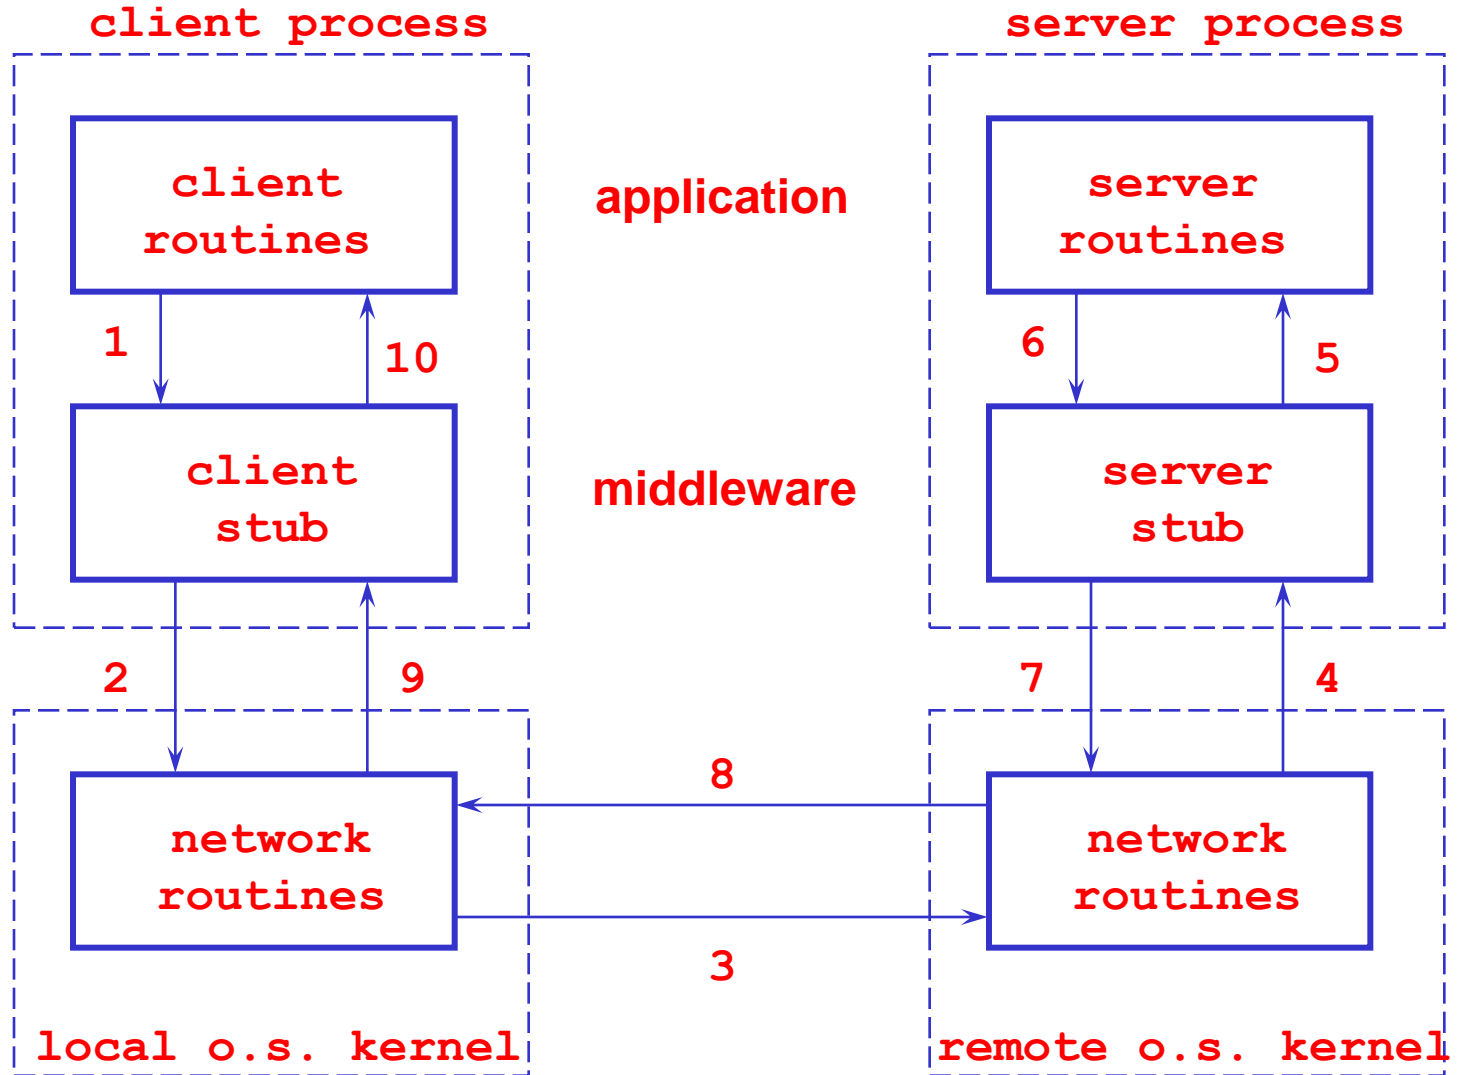 client process
server process
client
routines
application
server
routines
1
10
6
5
client
stub
middleware
server
stub
2
9
7
4
8
network
routines
network
routines
3
local o.s. kernel
remote o.s. kernel